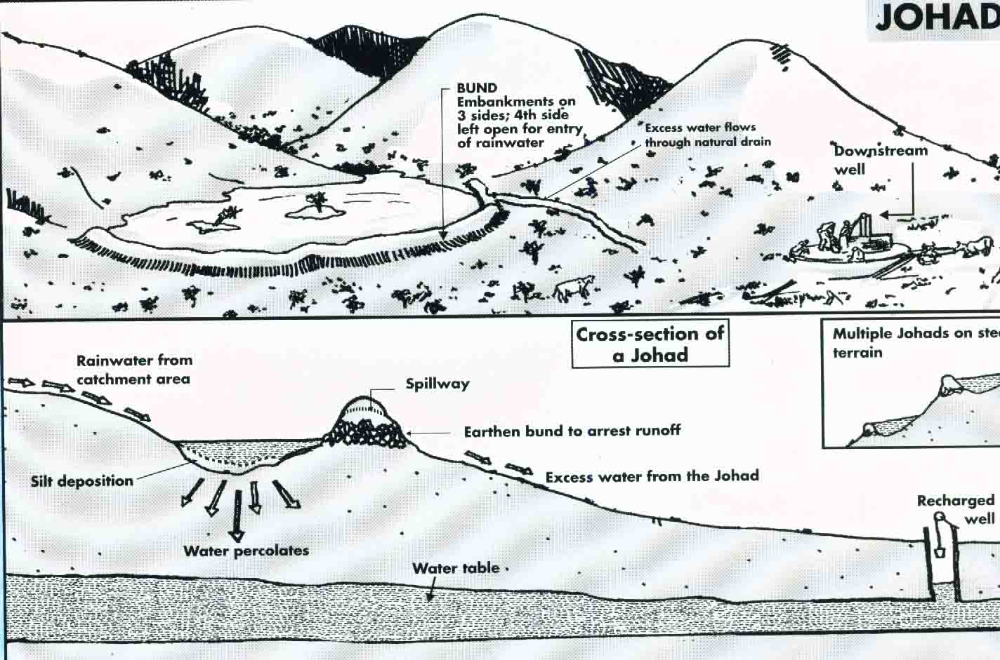 JOHAD
BUND
Embankments on
3 sides; 4th side
left open for entry
of rainwater
Excess water flows
through natural drain
Downstream
well
Cross-section of
a Johad
Multiple Johads on stee
terrain
Rainwater from
catchment area
Spillway
Earthen bund to arrest runoff
Silt deposition
Excess water from the Johad
Recharged
well
Water percolates
Water table